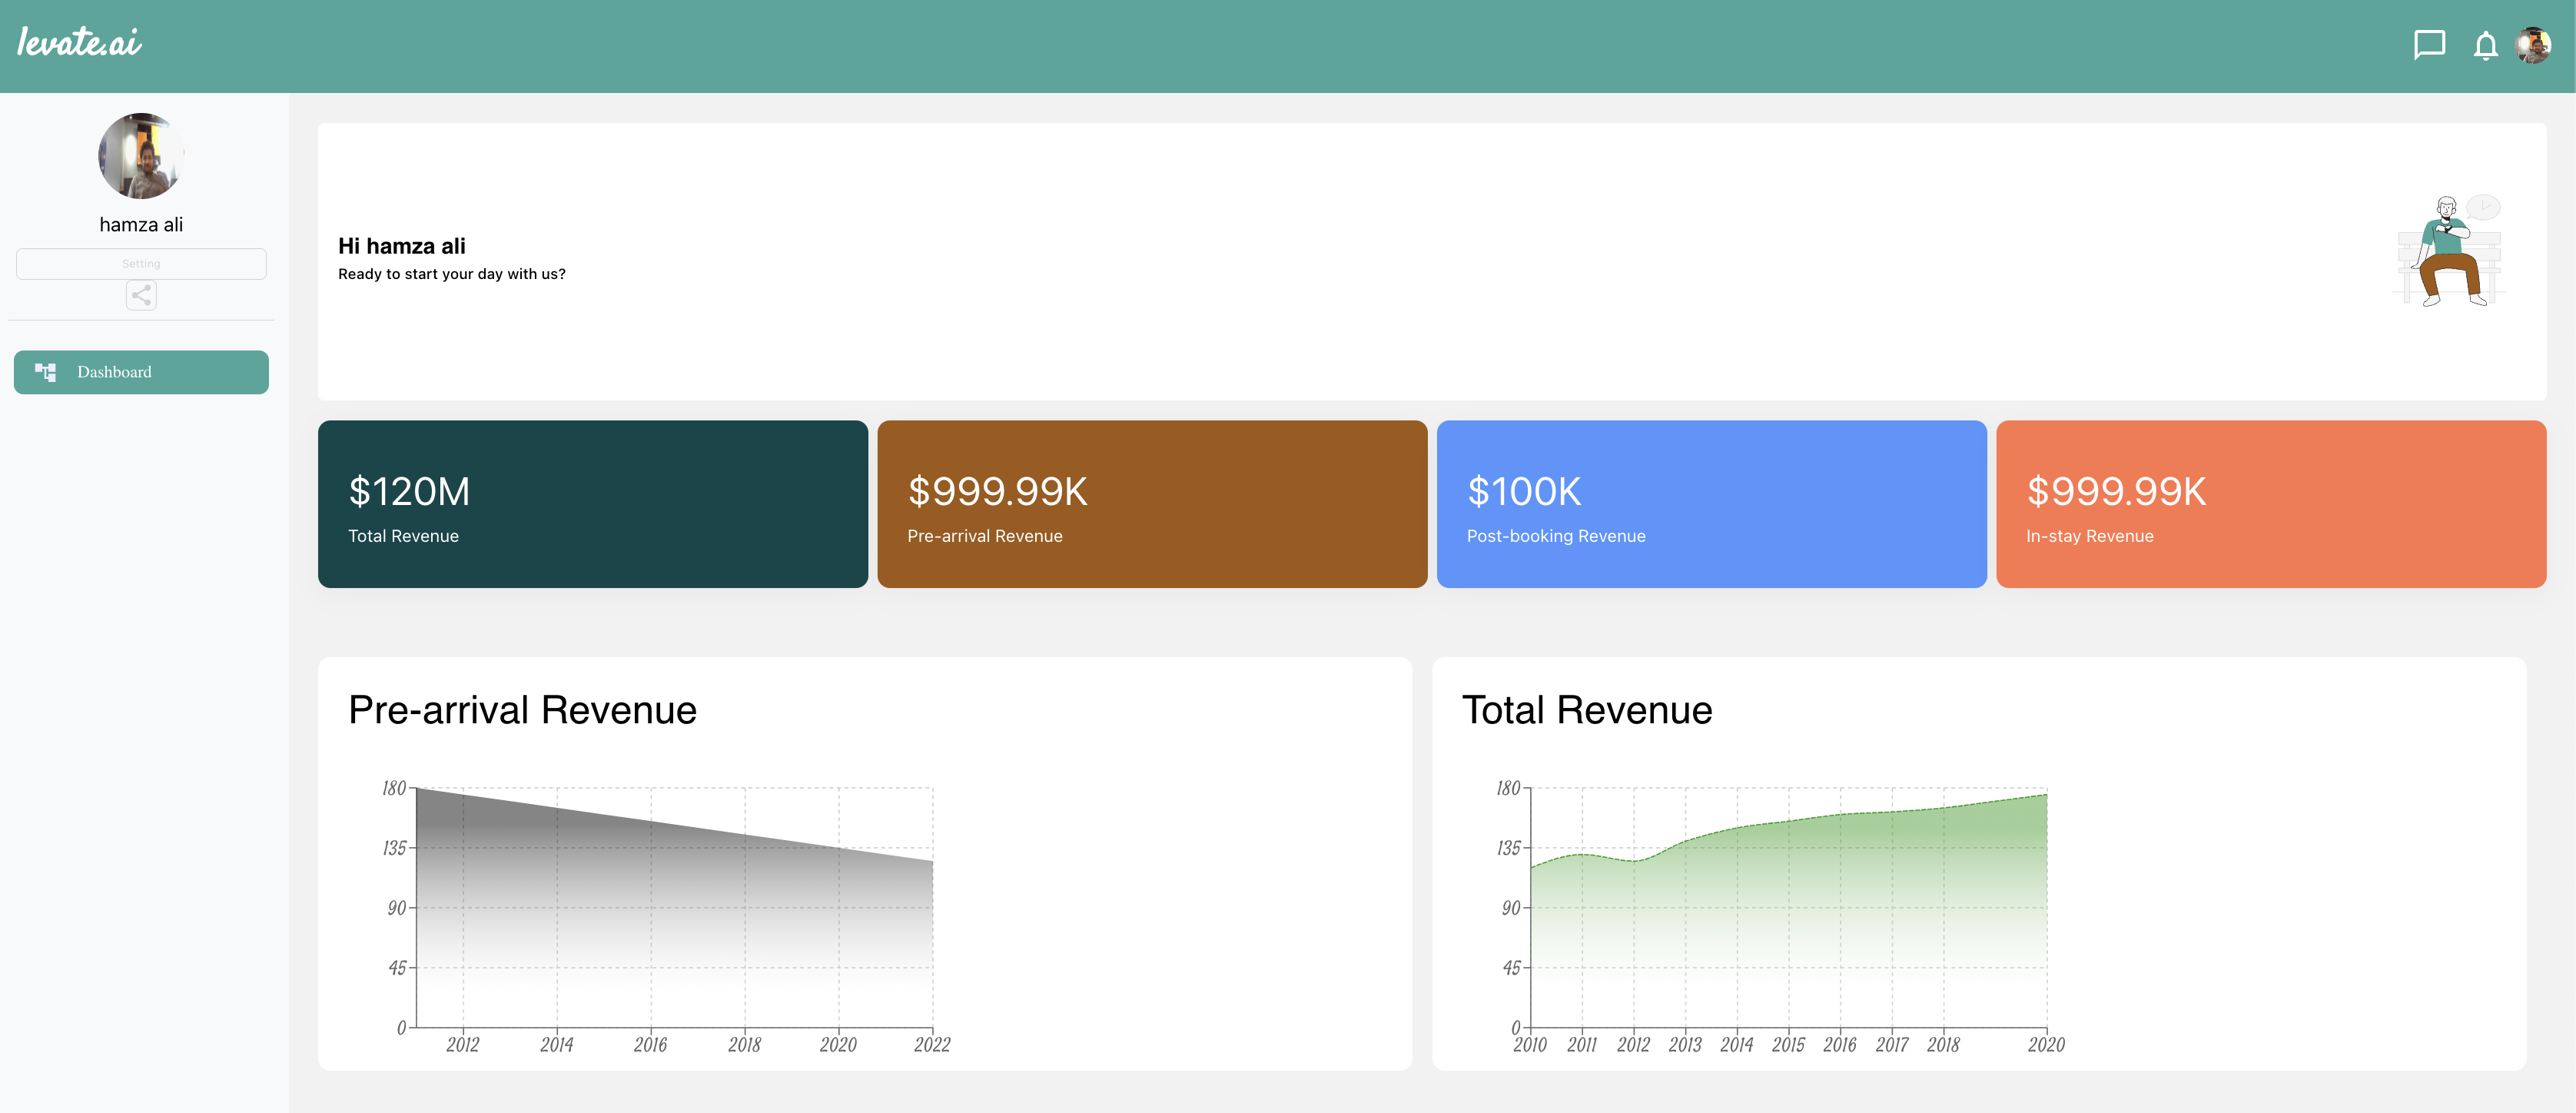 levate.ai
hamza ali
Setting
Dashboard
Hi hamza ali
Ready to start your day with us?
$120M
Total Revenue
$999.99K
Pre-arrival Revenue
$100K
Post-booking Revenue
$999.99K
In-stay Revenue
Pre-arrival Revenue
180
135
90
45
0
2012 2014 2016 2018 2020 2022
Total Revenue
180
135
90
45
0
2010 2011 2012 2013 2014 2015 2016 2017 2018 2020